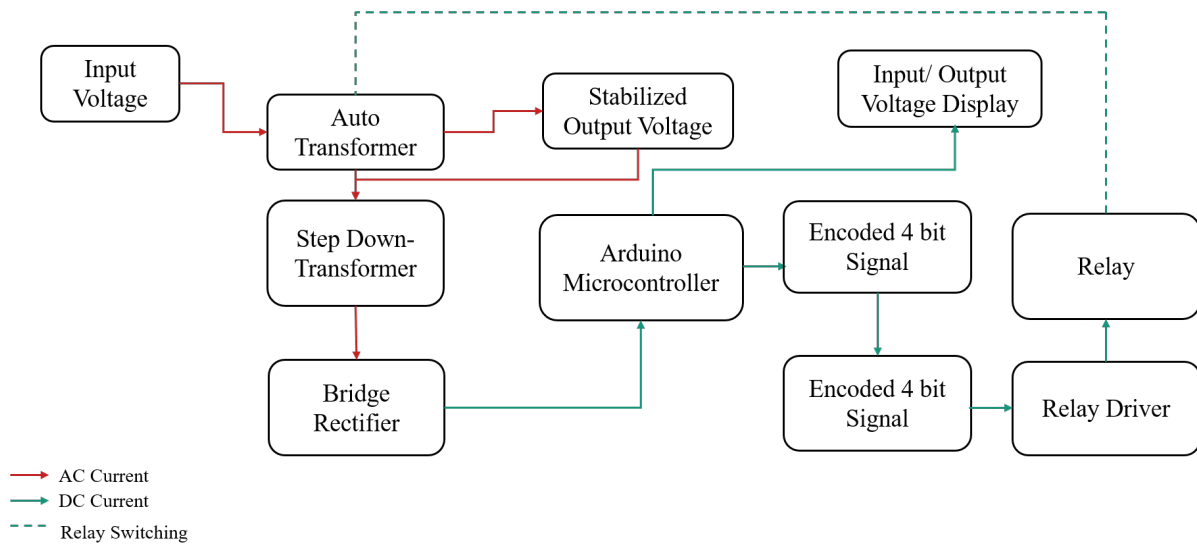 Input
Voltage
Auto
Transformer
Stabilized
Output Voltage
Input/ Output
Voltage Display
Step Down-
Transformer
Arduino
Microcontroller
Encoded 4 bit
Signal
Relay
Bridge
Rectifier
Encoded 4 bit
Signal
Relay Driver
AC Current
DC Current
Relay Switching